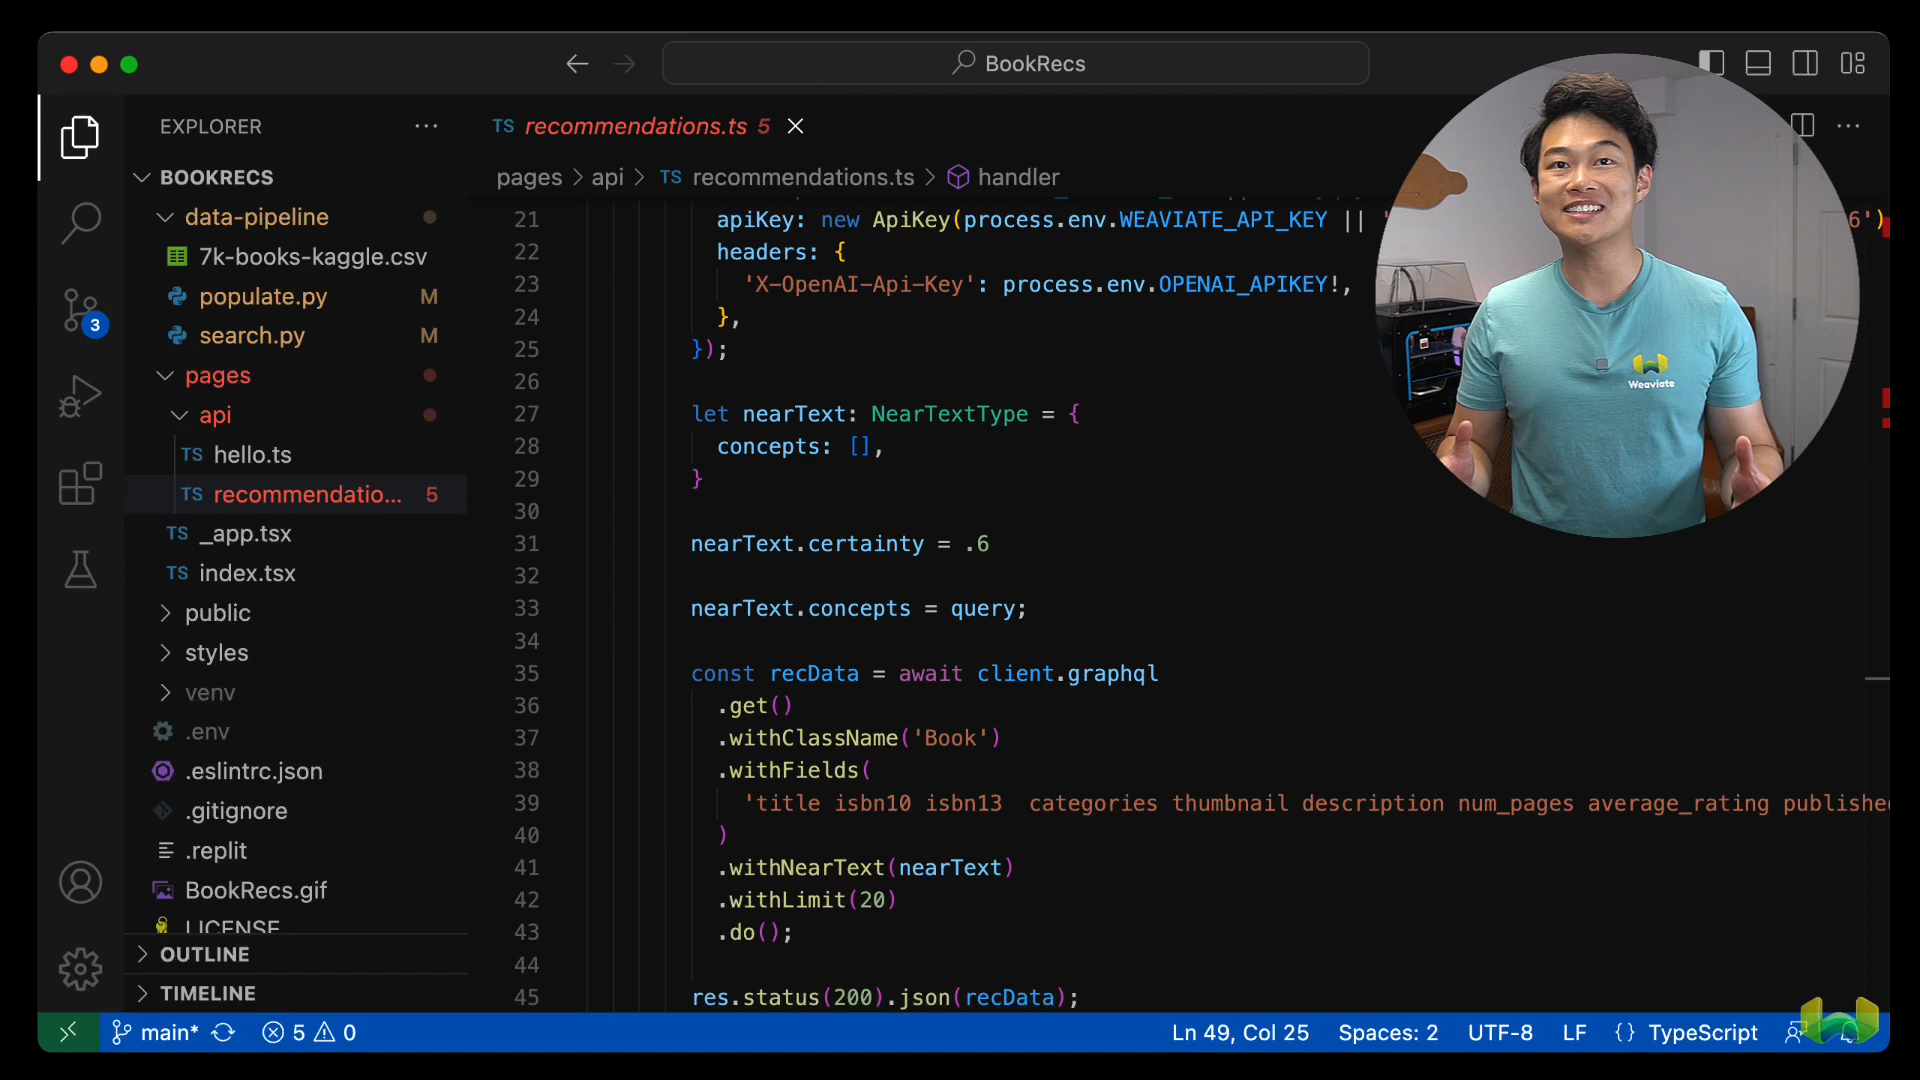 BookRecs
EXPLORER
BOOKRECS
data-pipeline
7k-books-kaggle.csv
populate.py M
search.py M
pages
api
TS hello.ts
TS recommendatio... 5
TS _app.tsx
TS index.tsx
public
styles
venv
.env
.eslintrc.json
.gitignore
.replit
BookRecs.gif
LICENSE
OUTLINE
TIMELINE
3
TS recommendations.ts 5
pages > api > TS recommendations.ts > handler
21 apiKey: new ApiKey(process.env.WEAVIATE_API_KEY || ' 6')
22 headers: {
23 'X-OpenAI-Api-Key': process.env.OPENAI_APIKEY!,
24 },
25 });
26
27 let nearText: NearTextType = {
28 concepts: [],
29 }
30
31 nearText.certainty = .6
32
33 nearText.concepts = query;
34
35 const recData = await client.graphql
36 .get()
37 .withClassName('Book')
38 .withFields(
39 'title isbn10 isbn13  categories thumbnail description num_pages average_rating published
40 )
41 .withNearText(nearText)
42 .withLimit(20)
43 .do();
44
45 res.status(200).json(recData);
Weaviate
main* 5 0
Ln 49, Col 25 Spaces: 2 UTF-8 LF {} TypeScript